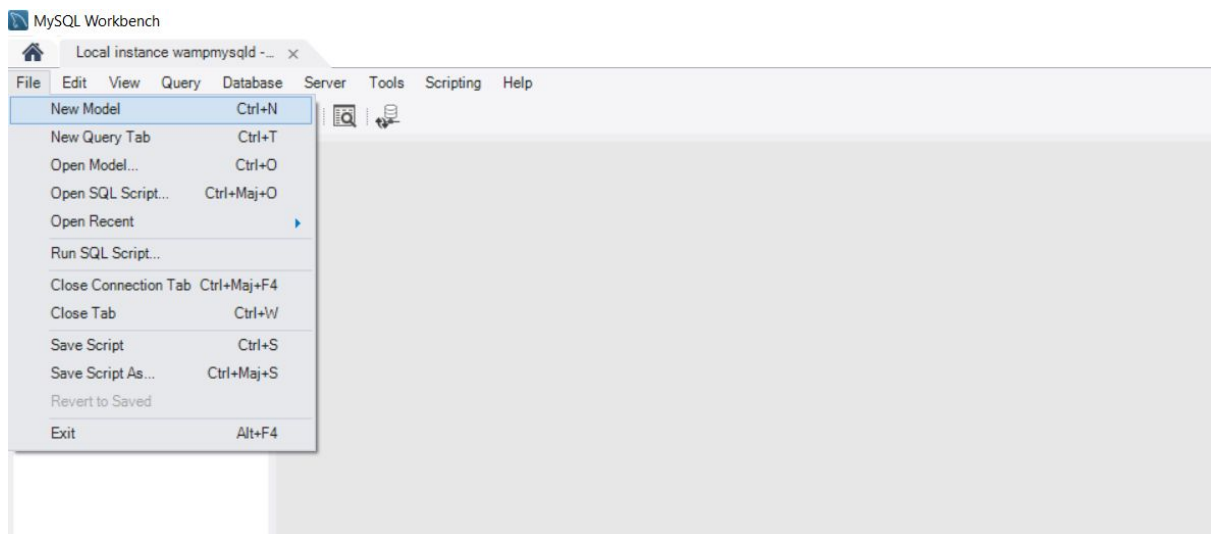 MySQL Workbench
Local instance wampmysqld -... ×
File Edit View Query Database Server Tools Scripting Help
New Model Ctrl+N
New Query Tab Ctrl+T
Open Model... Ctrl+O
Open SQL Script... Ctrl+Maj+O
Open Recent
Run SQL Script...
Close Connection Tab Ctrl+Maj+F4
Close Tab Ctrl+W
Save Script Ctrl+S
Save Script As... Ctrl+Maj+S
Revert to Saved
Exit Alt+F4